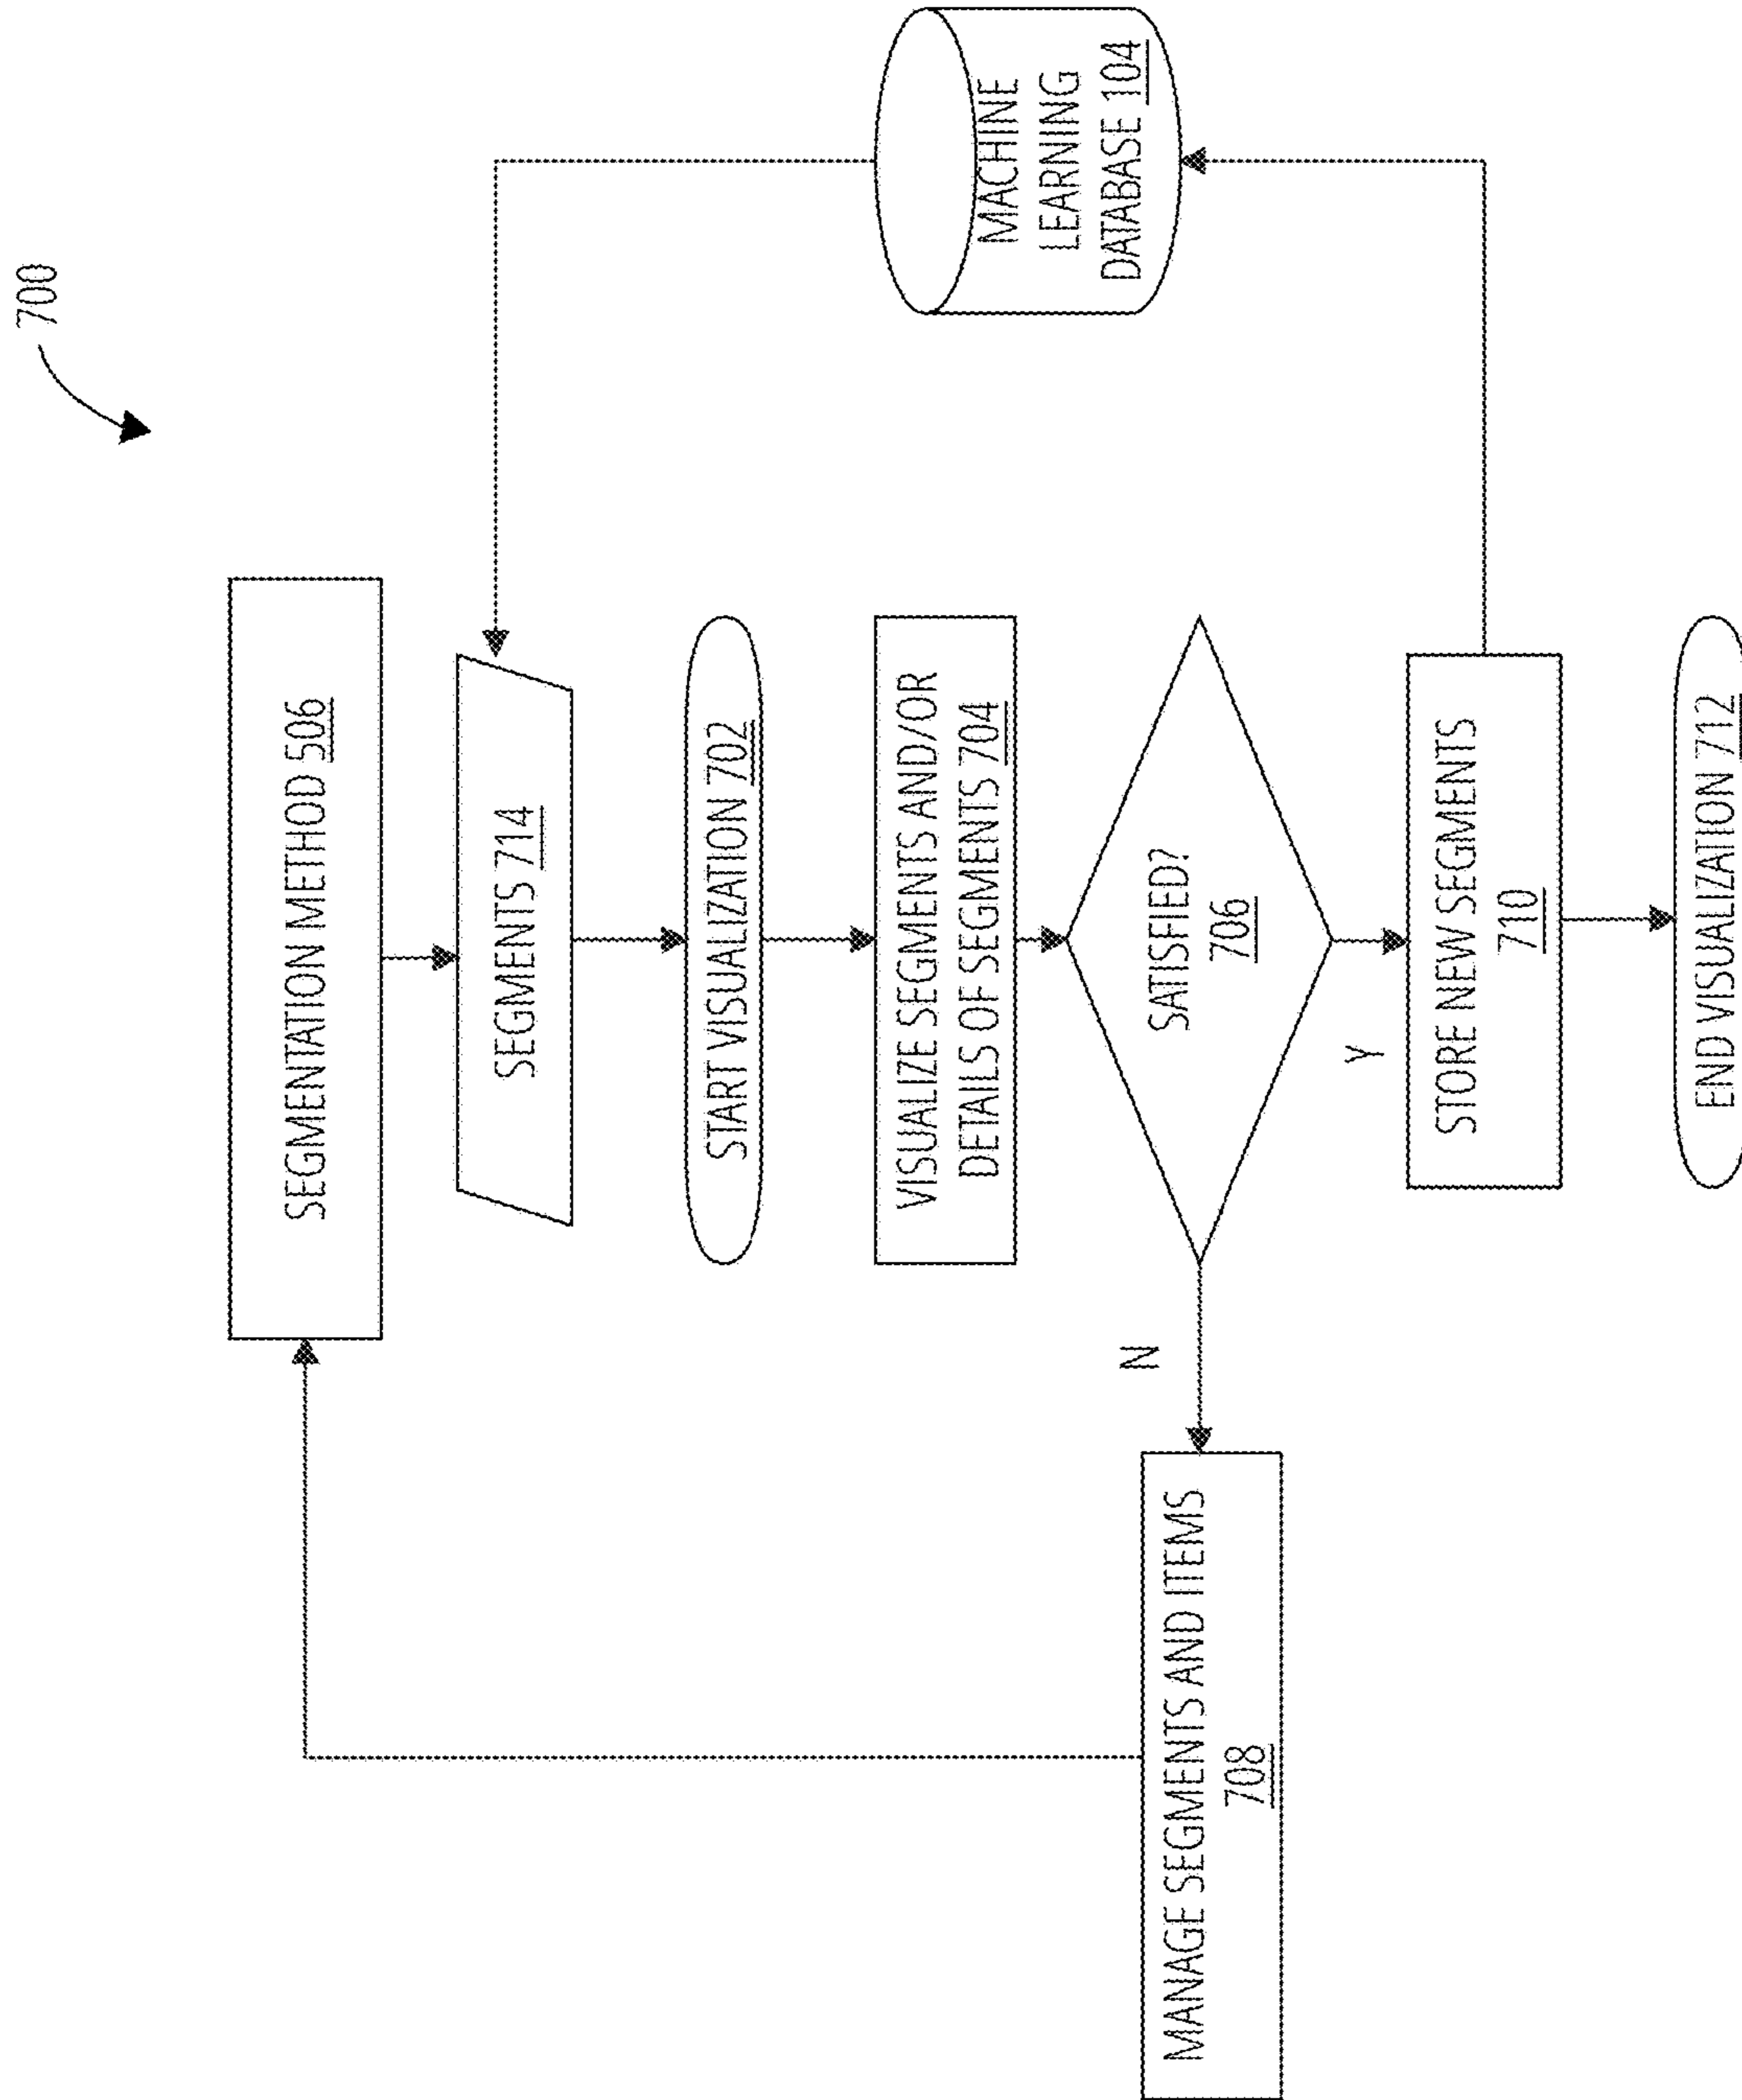 700
SEGMENTATION METHOD 506
SEGMENTS 714
START VISUALIZATION 702
VISUALIZE SEGMENTS AND/OR
DETAILS OF SEGMENTS 704
MACHINE
LEARNING
DATABASE 104
SATISFIED?
706
N
Y
MANAGE SEGMENTS AND ITEMS
708
STORE NEW SEGMENTS
710
END VISUALIZATION 712